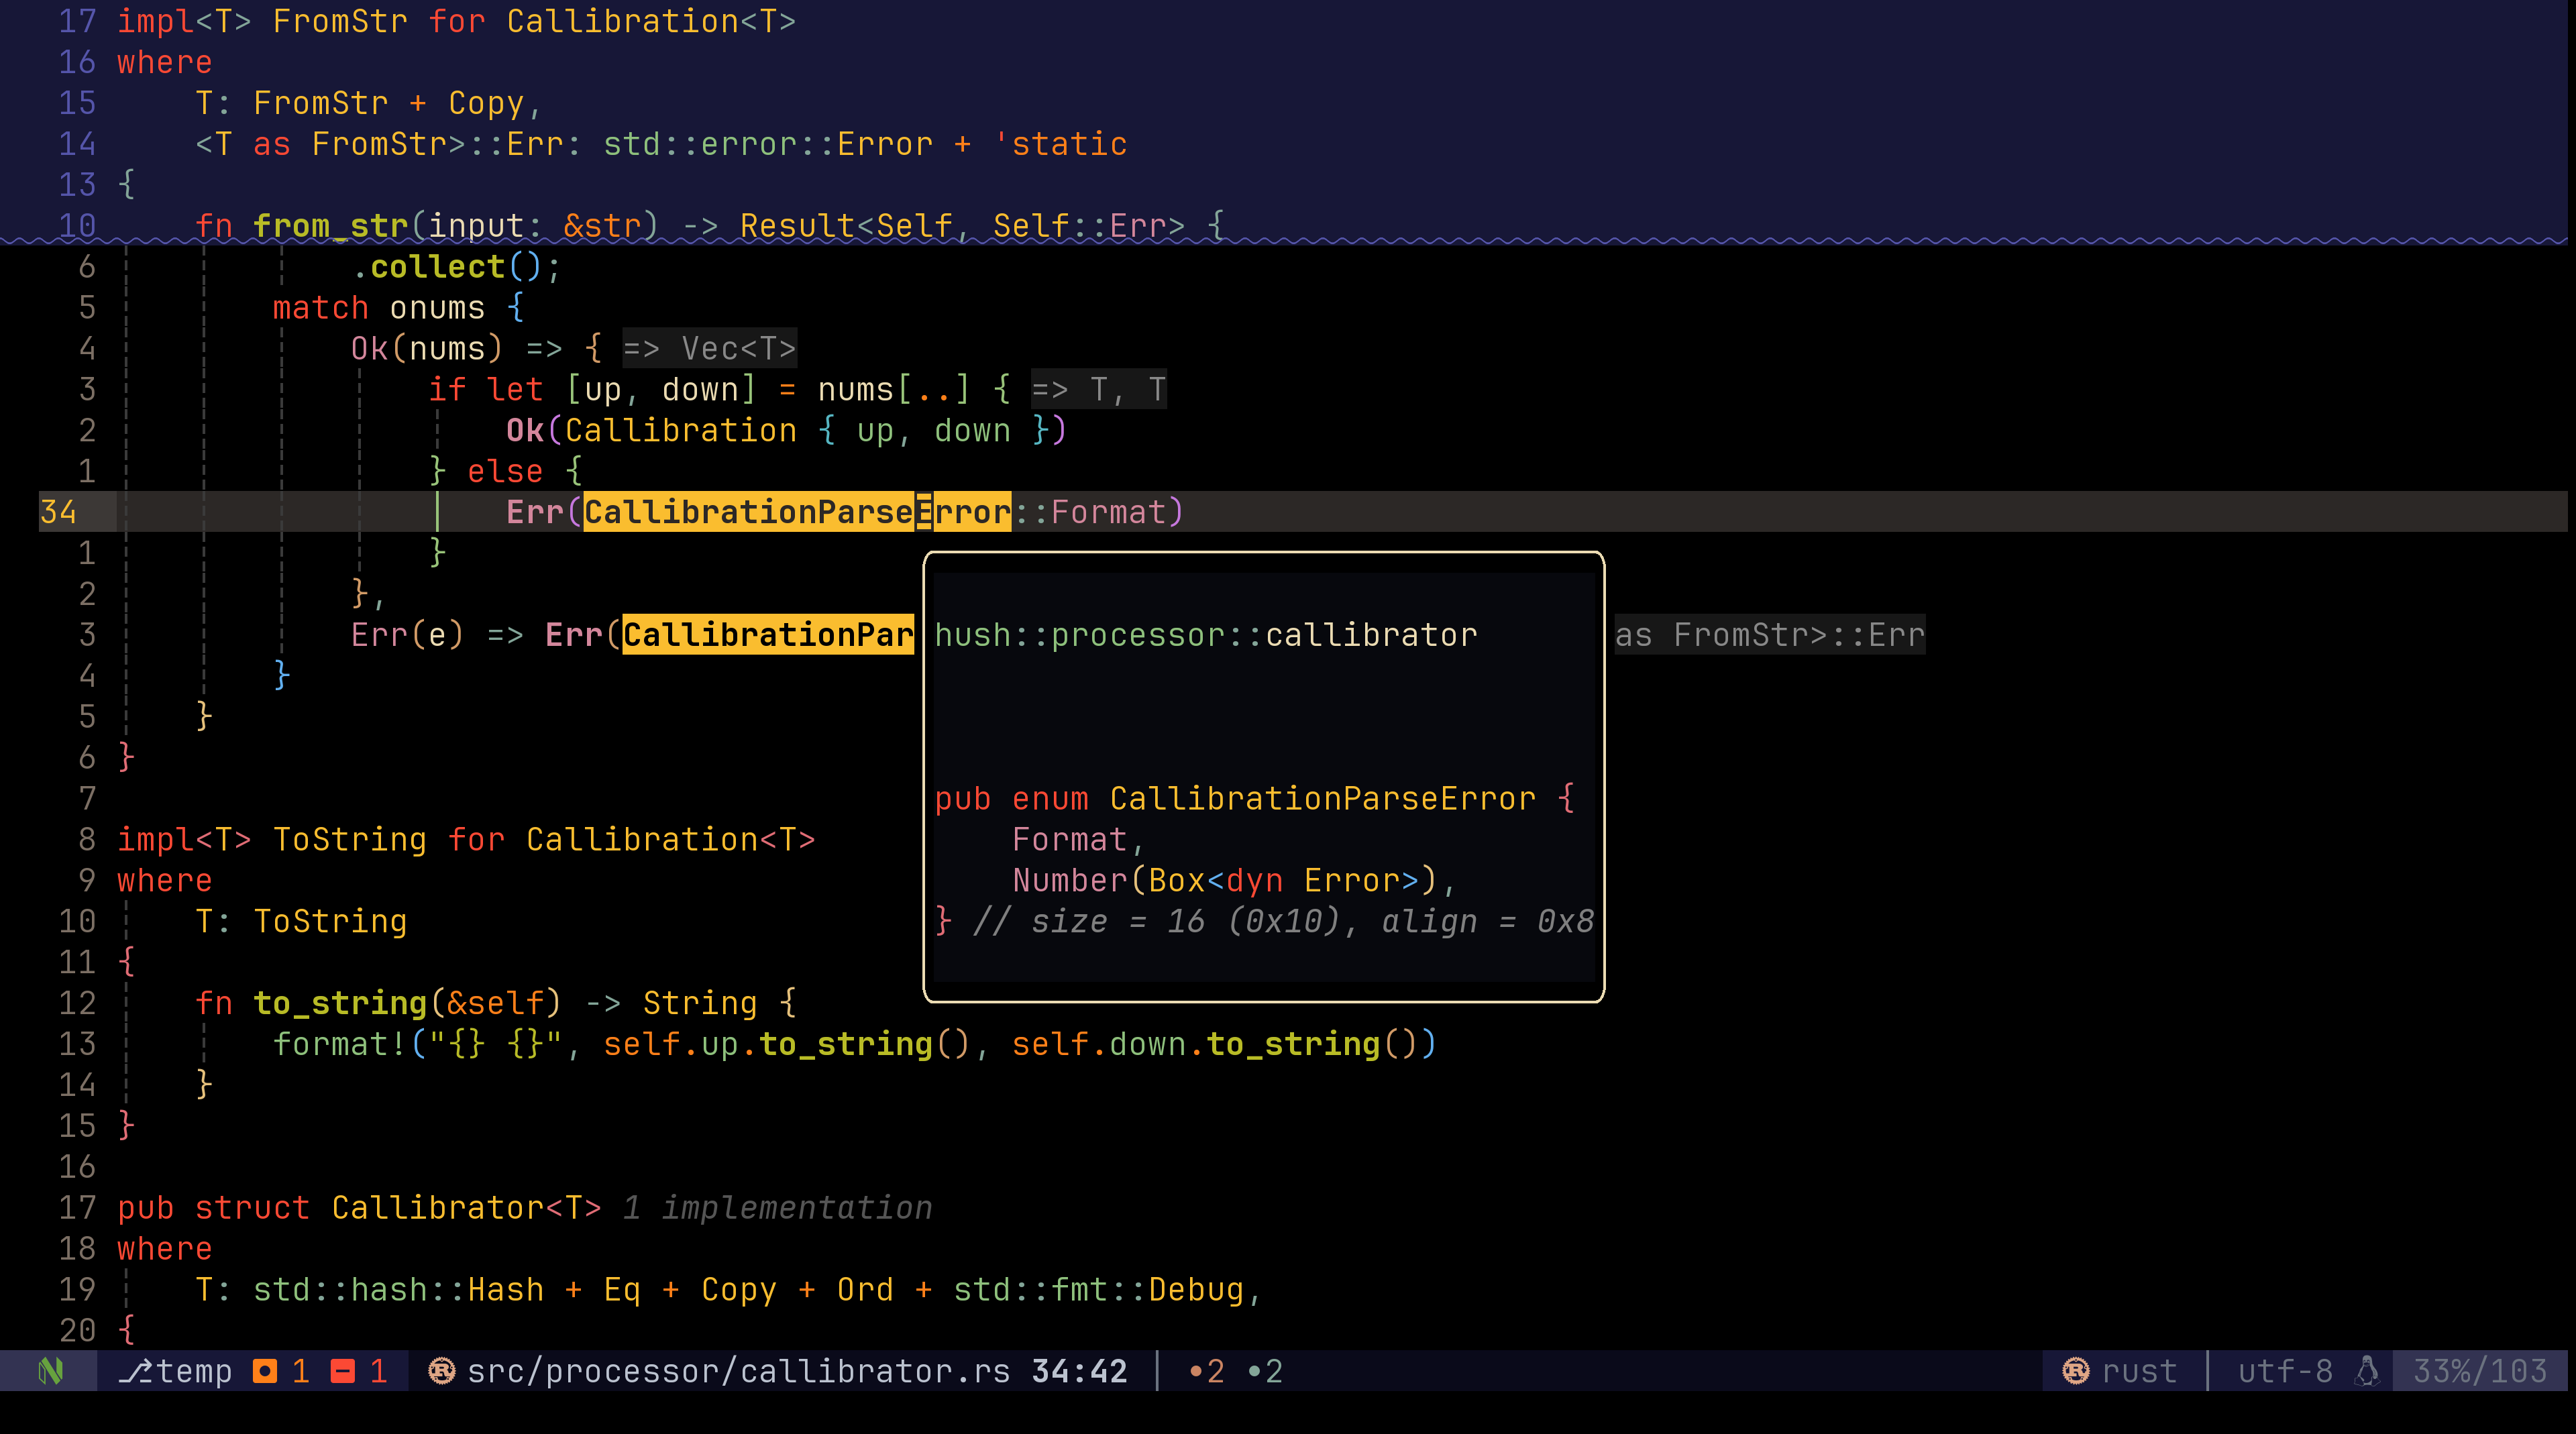 17 impl<T> FromStr for Callibration<T>
16 where
15     T: FromStr + Copy,
14     <T as FromStr>::Err: std::error::Error + 'static
13 {
10     fn from_str(input: &str) -> Result<Self, Self::Err> {
6             .collect();
5         match onums {
4             Ok(nums) => { => Vec<T>
3                 if let [up, down] = nums[..] { => T, T
2                     Ok(Callibration { up, down })
1                 } else {
34                     Err(CallibrationParseError::Format)
1                 }
2             },
3             Err(e) => Err(CallibrationPar as FromStr>::Err
4         }
5     }
6 }
7
8 impl<T> ToString for Callibration<T>
9 where
10     T: ToString
11 {
12     fn to_string(&self) -> String {
13         format!("{} {}", self.up.to_string(), self.down.to_string())
14     }
15 }
16
17 pub struct Callibrator<T> 1 implementation
18 where
19     T: std::hash::Hash + Eq + Copy + Ord + std::fmt::Debug,
20 {
hush::processor::callibrator
pub enum CallibrationParseError {
    Format,
    Number(Box<dyn Error>),
} // size = 16 (0x10), align = 0x8
temp 1 1 src/processor/callibrator.rs 34:42 | •2 •2 rust | utf-8 33%/103